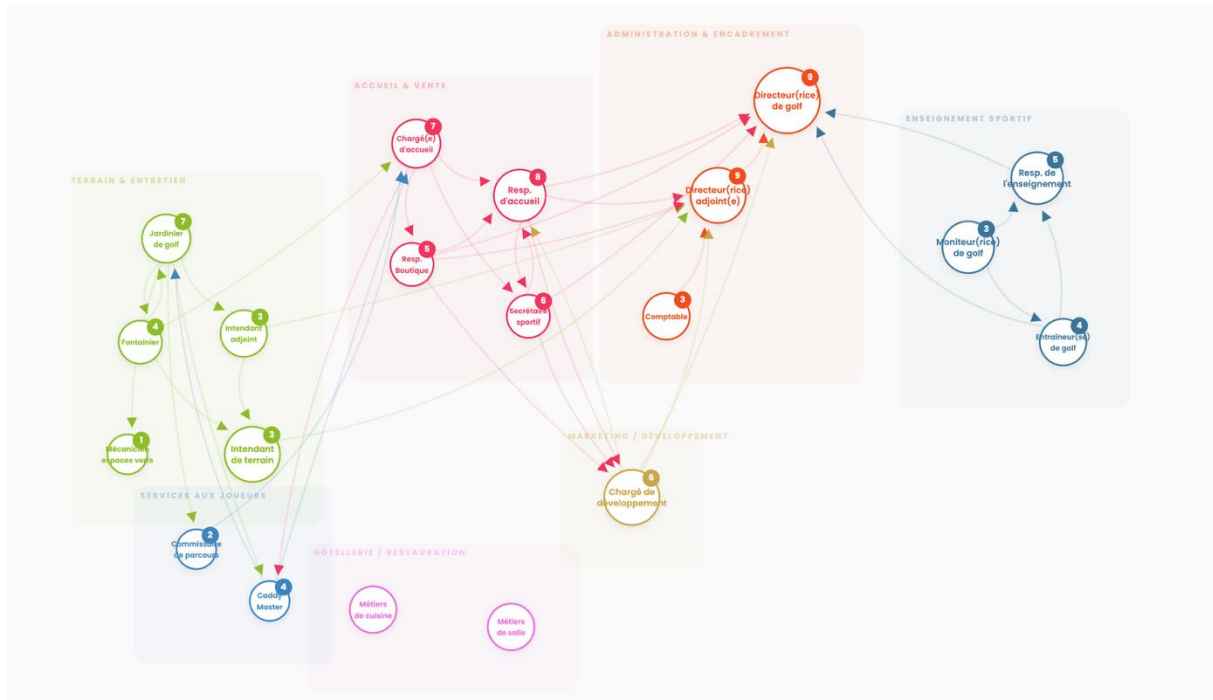 ADMINISTRATION & ENCADREMENT
9
Directeur(rice)
de golf
9
Directeur(rice)
adjoint(e)
3
Comptable
ACCUEIL & VENTE
7
Chargé(e)
d'accueil
8
Resp.
d'accueil
5
Resp.
Boutique
6
Secrétaire
sportif
ENSEIGNEMENT SPORTIF
5
Resp. de
l'enseignement
3
Moniteur(rice)
de golf
4
Entraîneur(se)
de golf
TERRAIN & ENTRETIEN
7
Jardinier
de golf
4
Fontainier
3
Intendant
adjoint
1
Mécanicien
espaces verts
3
Intendant
de terrain
MARKETING / DÉVELOPPEMENT
6
Chargé de
développement
SERVICES AUX JOUEURS
2
Commissaire
de parcours
4
Caddy
Master
HÔTELLERIE / RESTAURATION
Métiers
de cuisine
Métiers
de salle